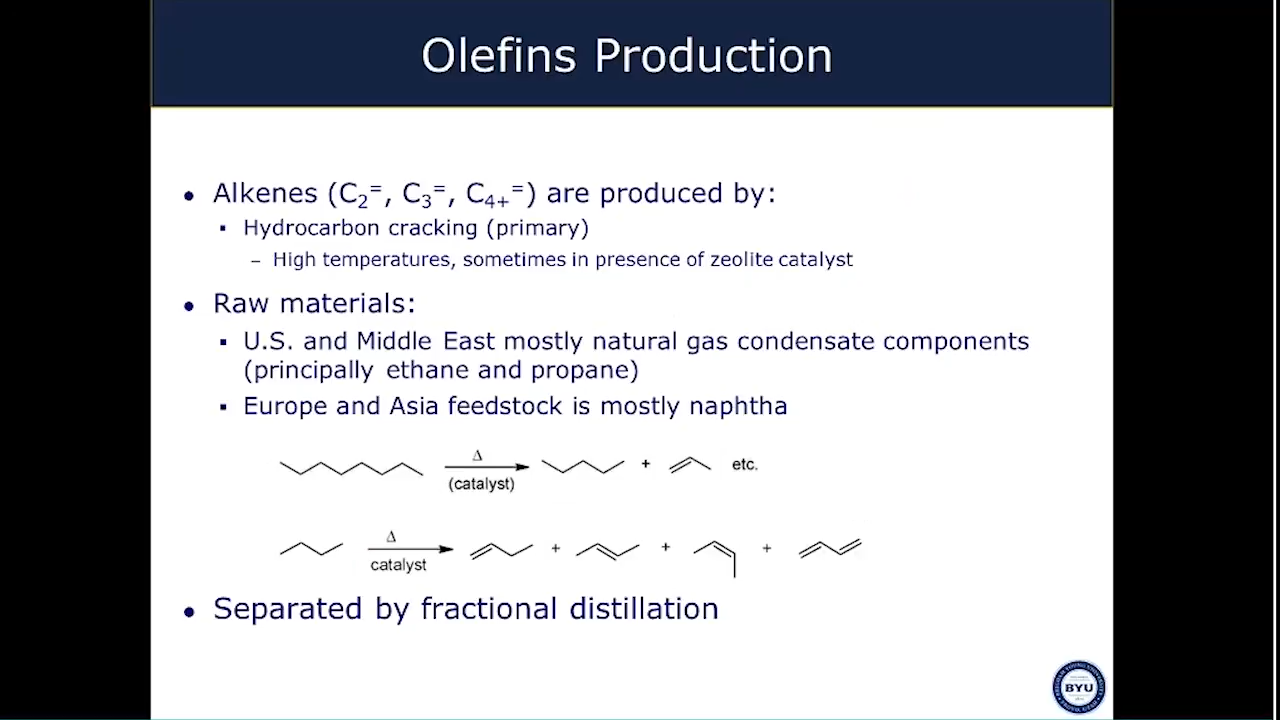 Olefins Production
• Alkenes (C₂⁼, C₃⁼, C₄₊⁼) are produced by:
▪ Hydrocarbon cracking (primary)
– High temperatures, sometimes in presence of zeolite catalyst
• Raw materials:
▪ U.S. and Middle East mostly natural gas condensate components
(principally ethane and propane)
▪ Europe and Asia feedstock is mostly naphtha
Δ
(catalyst)
+
etc.
Δ
catalyst
+ + +
• Separated by fractional distillation
BYU